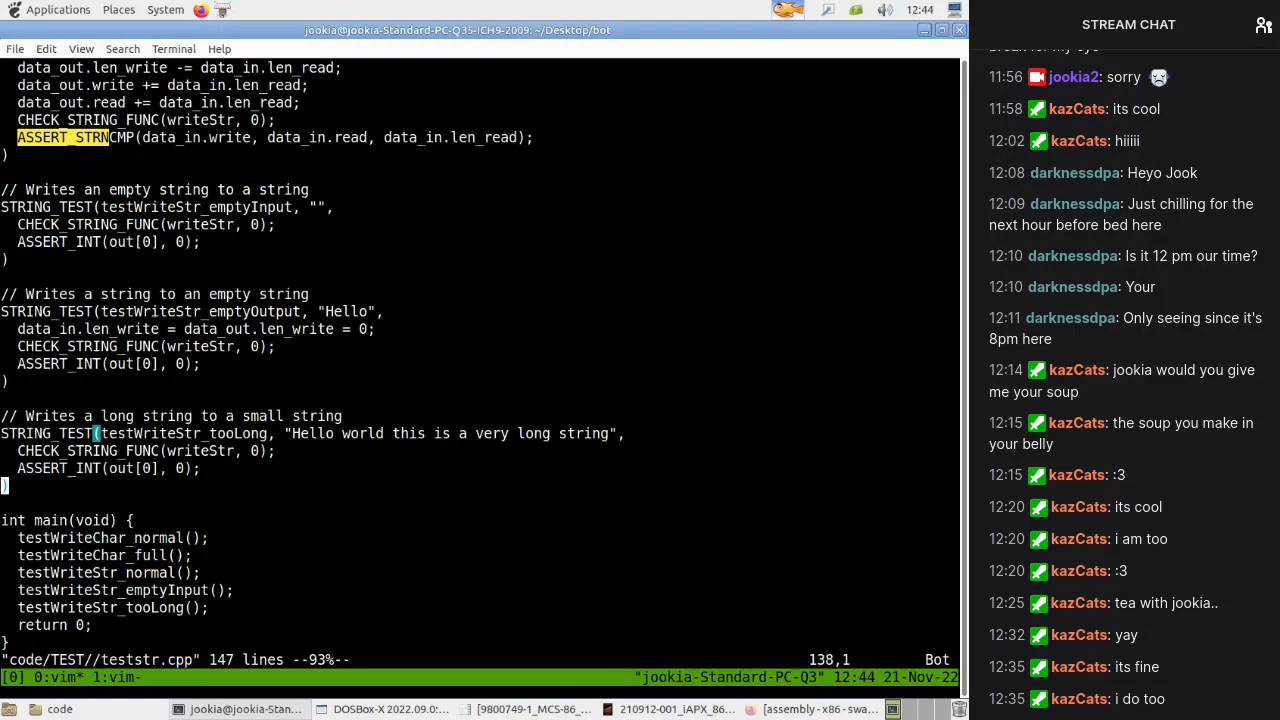 Applications Places System 12:44
jookia@jookia-Standard-PC-Q35-ICH9-2009: ~/Desktop/bot
File Edit View Search Terminal Help
data_out.len_write -= data_in.len_read;
data_out.write += data_in.len_read;
data_out.read += data_in.len_read;
CHECK_STRING_FUNC(writeStr, 0);
ASSERT_STRNCMP(data_in.write, data_in.read, data_in.len_read);
)
// Writes an empty string to a string
STRING_TEST(testWriteStr_emptyInput, "",
CHECK_STRING_FUNC(writeStr, 0);
ASSERT_INT(out[0], 0);
)
// Writes a string to an empty string
STRING_TEST(testWriteStr_emptyOutput, "Hello",
data_in.len_write = data_out.len_write = 0;
CHECK_STRING_FUNC(writeStr, 0);
ASSERT_INT(out[0], 0);
)
// Writes a long string to a small string
STRING_TEST(testWriteStr_tooLong, "Hello world this is a very long string",
CHECK_STRING_FUNC(writeStr, 0);
ASSERT_INT(out[0], 0);
)
int main(void) {
testWriteChar_normal();
testWriteChar_full();
testWriteStr_normal();
testWriteStr_emptyInput();
testWriteStr_tooLong();
return 0;
}
"code/TEST//teststr.cpp" 147 lines --93%-- 138,1 Bot
[0] 0:vim* 1:vim- "jookia-Standard-PC-Q3" 12:44 21-Nov-22
code jookia@jookia-Stan... DOSBox-2022.09.0:... [9800749-1_MCS-86_... 210912-001_iAPX_86... [assembly - x86 - swa...
STREAM CHAT
break for my eye
11:56 jookia2: sorry
11:58 kazCats: its cool
12:02 kazCats: hiiiii
12:08 darknessdpa: Heyo Jook
12:09 darknessdpa: Just chilling for the
next hour before bed here
12:10 darknessdpa: Is it 12 pm our time?
12:10 darknessdpa: Your
12:11 darknessdpa: Only seeing since it's
8pm here
12:14 kazCats: jookia would you give
me your soup
12:15 kazCats: the soup you make in
your belly
12:15 kazCats: :3
12:20 kazCats: its cool
12:20 kazCats: i am too
12:20 kazCats: :3
12:25 kazCats: tea with jookia..
12:32 kazCats: yay
12:35 kazCats: its fine
12:35 kazCats: i do too